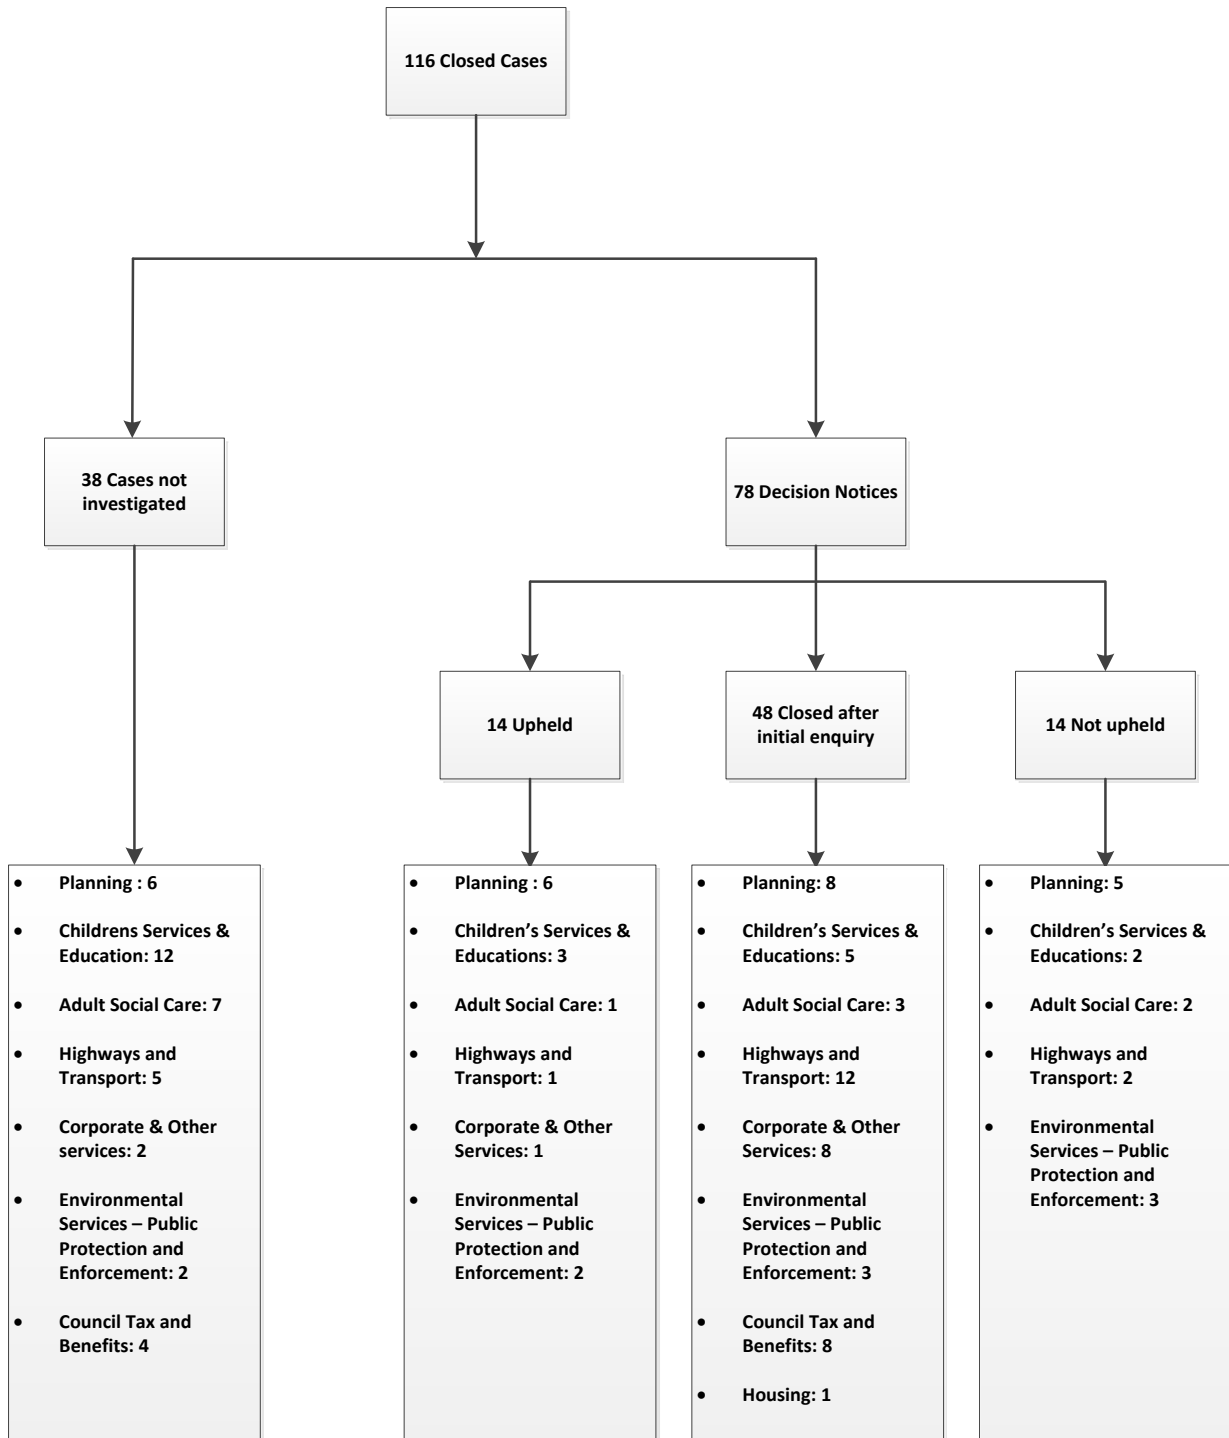 116 Closed Cases
38 Cases not
investigated
78 Decision Notices
14 Upheld
48 Closed after
initial enquiry
14 Not upheld
• Planning : 6
• Childrens Services &
Education: 12
• Adult Social Care: 7
• Highways and
Transport: 5
• Corporate & Other
services: 2
• Environmental
Services – Public
Protection and
Enforcement: 2
• Council Tax and
Benefits: 4
• Planning : 6
• Children’s Services &
Educations: 3
• Adult Social Care: 1
• Highways and
Transport: 1
• Corporate & Other
Services: 1
• Environmental
Services – Public
Protection and
Enforcement: 2
• Planning: 8
• Children’s Services &
Educations: 5
• Adult Social Care: 3
• Highways and
Transport: 12
• Corporate & Other
Services: 8
• Environmental
Services – Public
Protection and
Enforcement: 3
• Council Tax and
Benefits: 8
• Housing: 1
• Planning: 5
• Children’s Services &
Educations: 2
• Adult Social Care: 2
• Highways and
Transport: 2
• Environmental
Services – Public
Protection and
Enforcement: 3